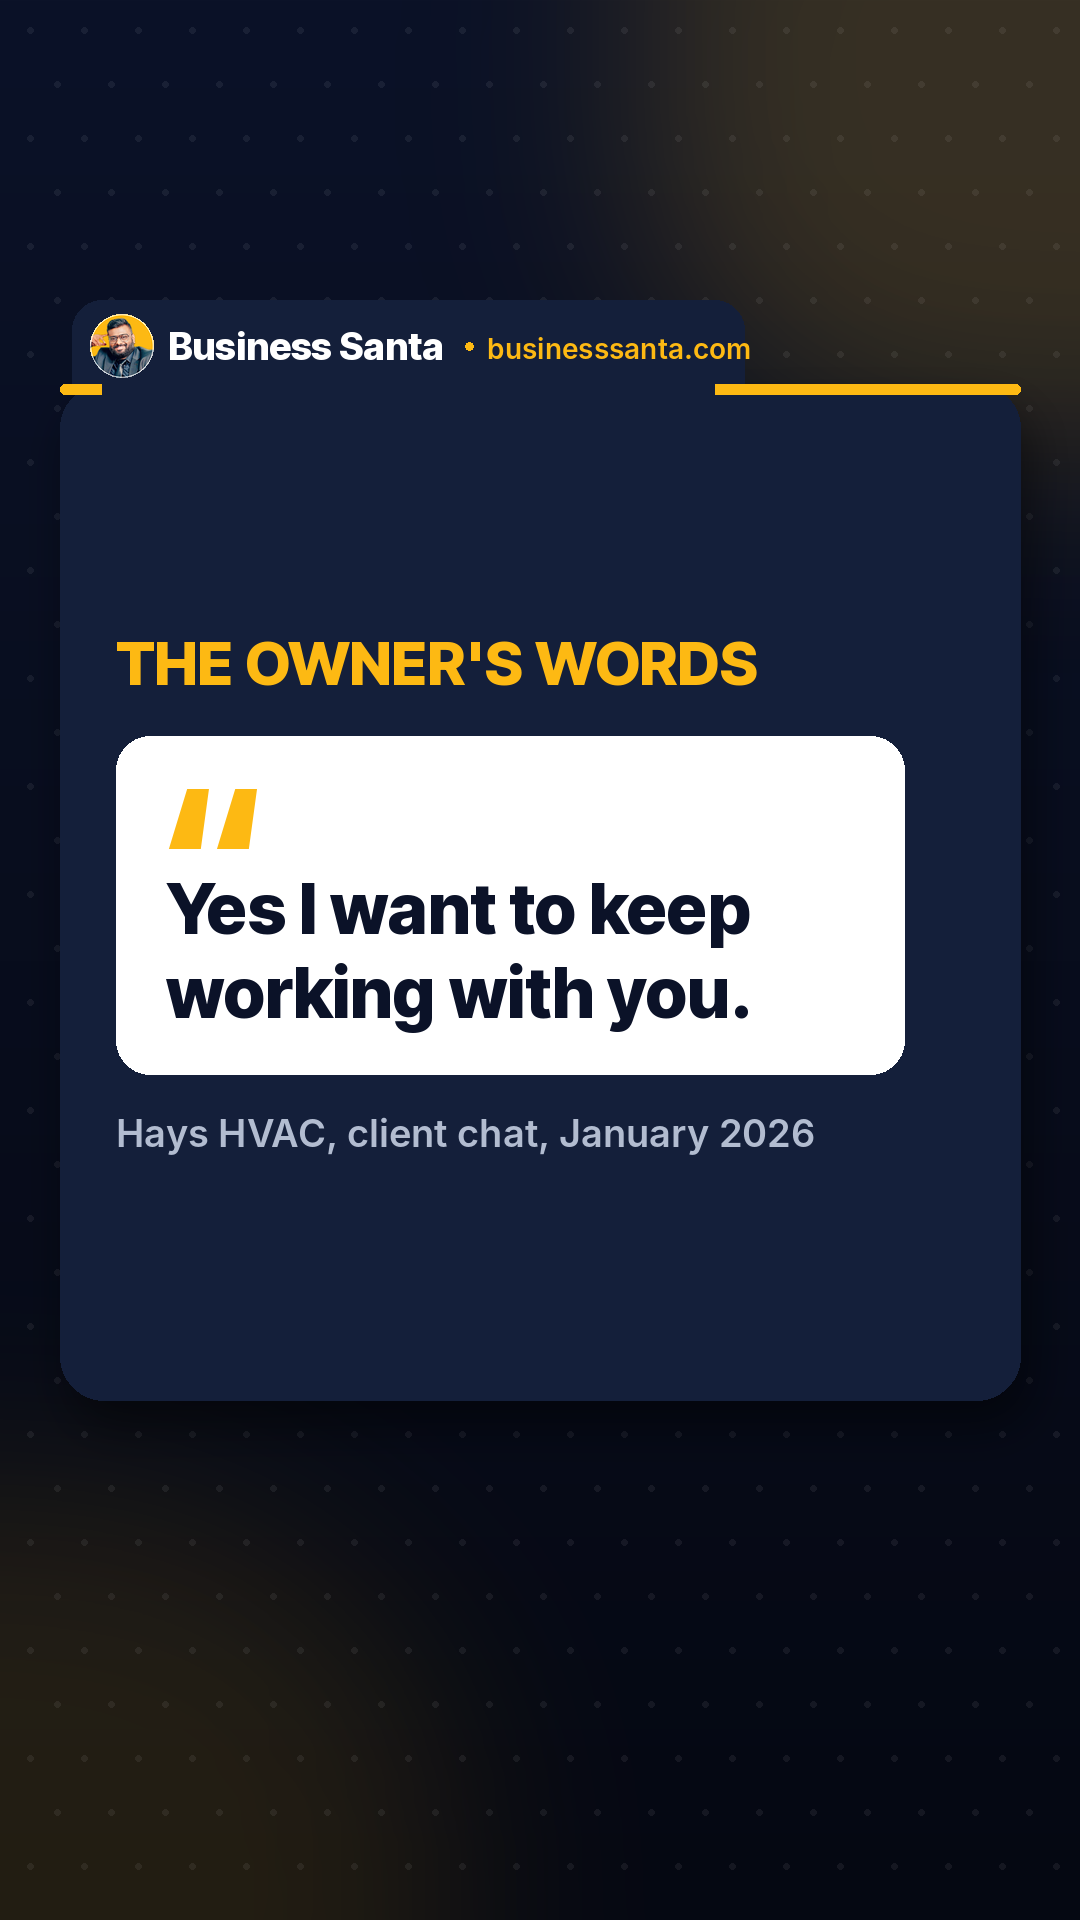 Business Santa • businesssanta.com
THE OWNER'S WORDS
"
Yes I want to keep
working with you.
Hays HVAC, client chat, January 2026